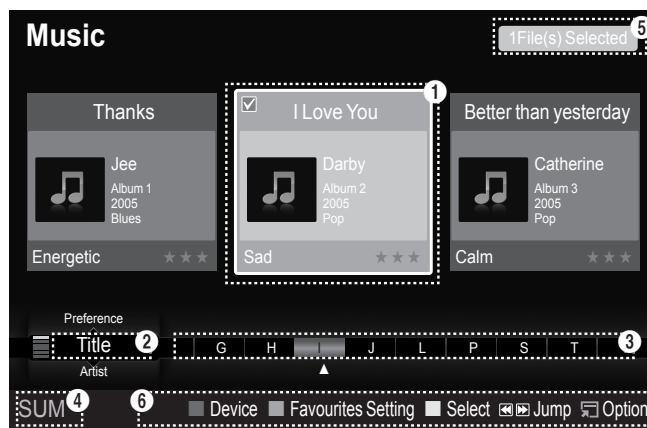 Music
1File(s) Selected
5
1
Thanks
I Love You
Better than yesterday
Jee
Album 1
2005
Blues
Darby
Album 2
2005
Pop
Catherine
Album 3
2005
Pop
Energetic ★★★
Sad ★★★
Calm ★★★
Preference
Title
2
G H I J L P S T
3
Artist
SUM
4
6
Device Favourites Setting Select Jump Option